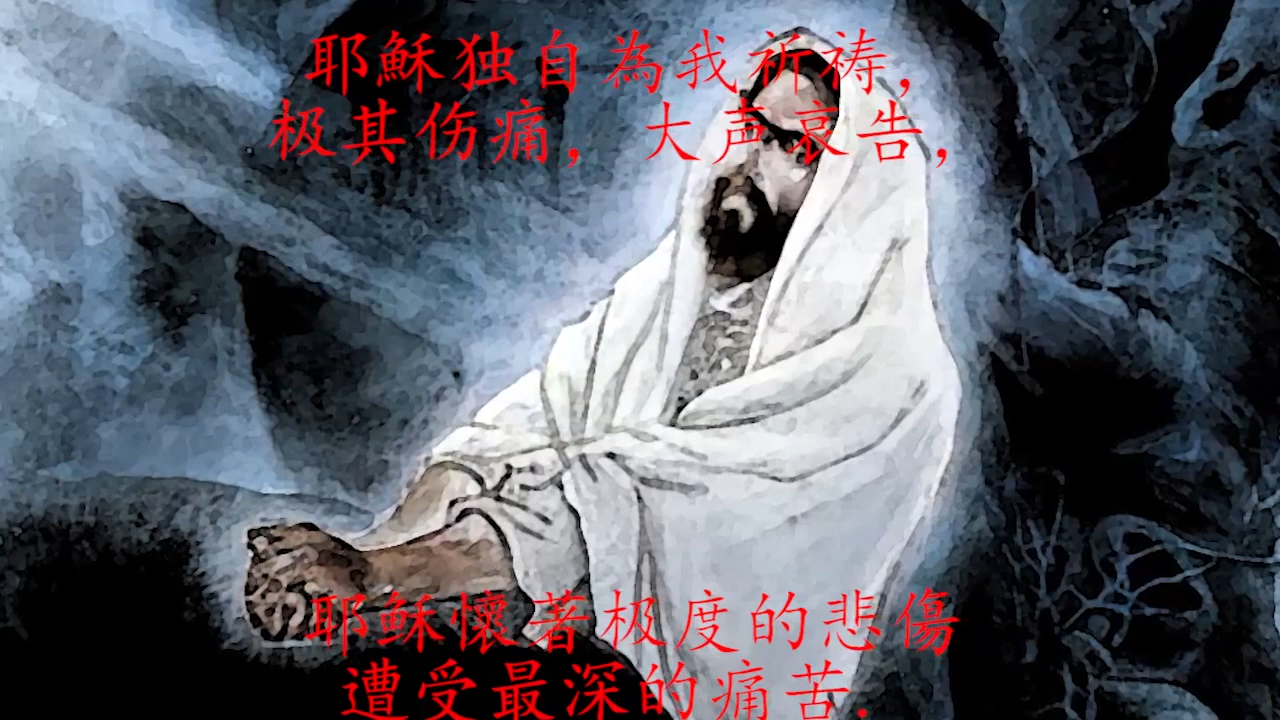 耶穌独自為我祈祷，
极其伤痛，大声哀告，
耶穌懷著极度的悲傷
遭受最深的痛苦．